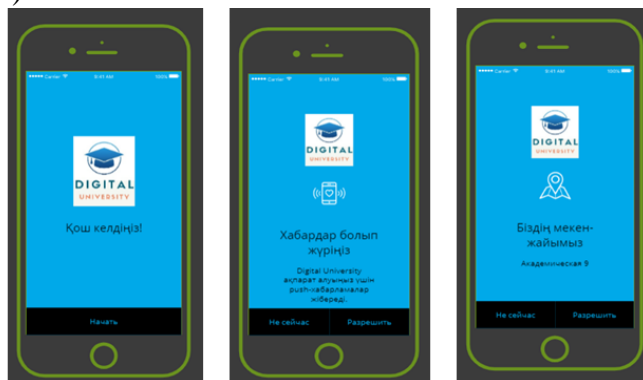 )
Carrier 9:41 AM 100%
DIGITAL
UNIVERSITY
Қош келдіңіз!
Начать
Carrier 9:41 AM 100%
DIGITAL
UNIVERSITY
Хабардар болып
жүріңіз
Digital University
ақпарат алуыңыз үшін
push-хабарламалар
жібереді.
Не сейчас Разрешить
Carrier 9:41 AM 100%
DIGITAL
UNIVERSITY
Біздің мекен-
жайымыз
Академическая 9
Не сейчас Разрешить